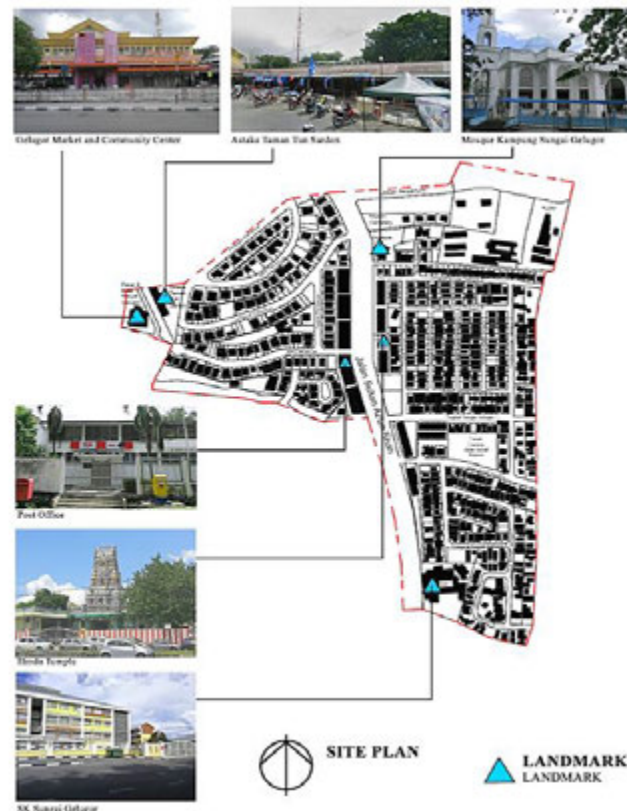 Gelugor Market and Community Center
Astaka Taman Tun Sardon
Mosque Kampung Sungai Gelugor
Post Office
Hindu Temple
SK Sungai Gelugor
SITE PLAN
LANDMARK
LANDMARK